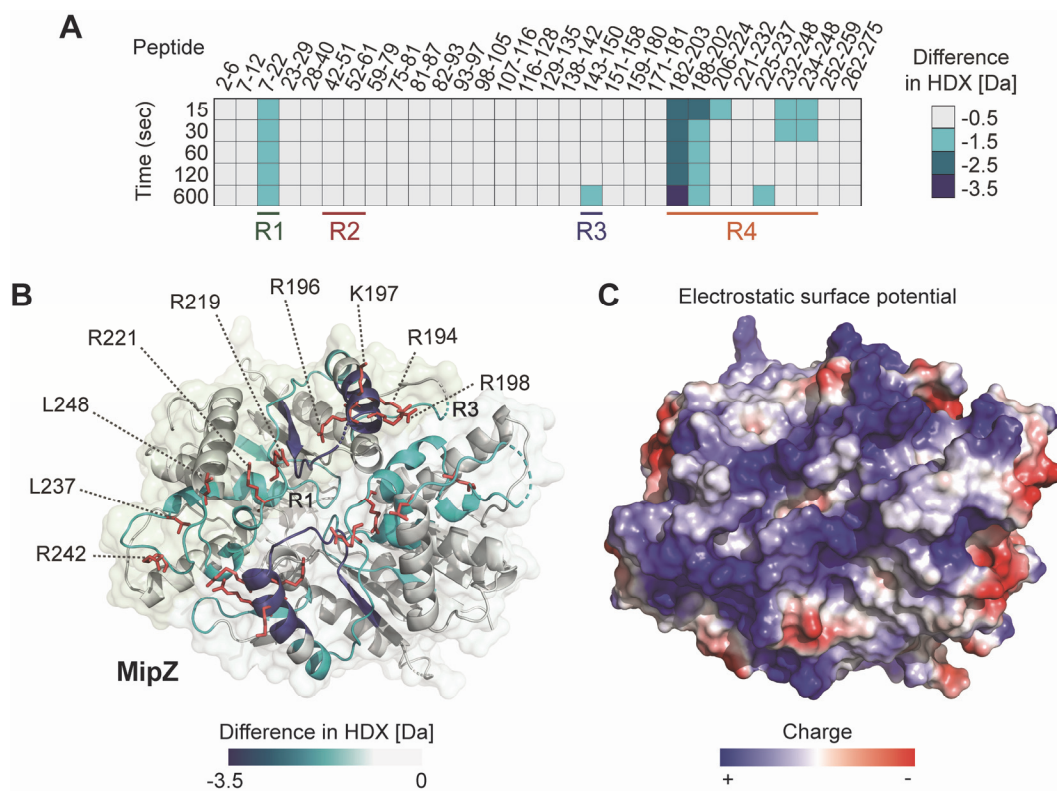 A
Peptide
2-6
7-12
7-22
23-29
28-40
42-51
52-61
59-79
75-81
81-87
82-93
93-97
98-105
107-116
116-128
129-135
138-142
143-150
151-158
159-180
171-181
182-203
188-202
206-224
221-232
225-237
232-248
234-248
252-259
262-275
Difference
in HDX [Da]
Time (sec)
15
30
60
120
600
-0.5
-1.5
-2.5
-3.5
R1
R2
R3
R4
B
R219
R196
K197
R221
R194
R198
L248
R3
L237
R1
R242
MipZ
Difference in HDX [Da]
-3.5
0
C
Electrostatic surface potential
Charge
+
-